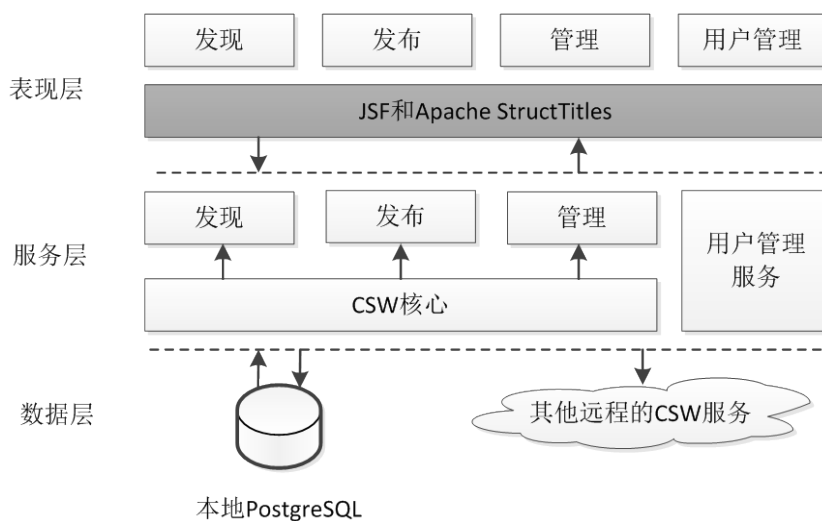 发现
发布
管理
用户管理
表现层
JSF和Apache StructTitles
发现
发布
管理
用户管理
服务
服务层
CSW核心
数据层
其他远程的CSW服务
本地PostgreSQL